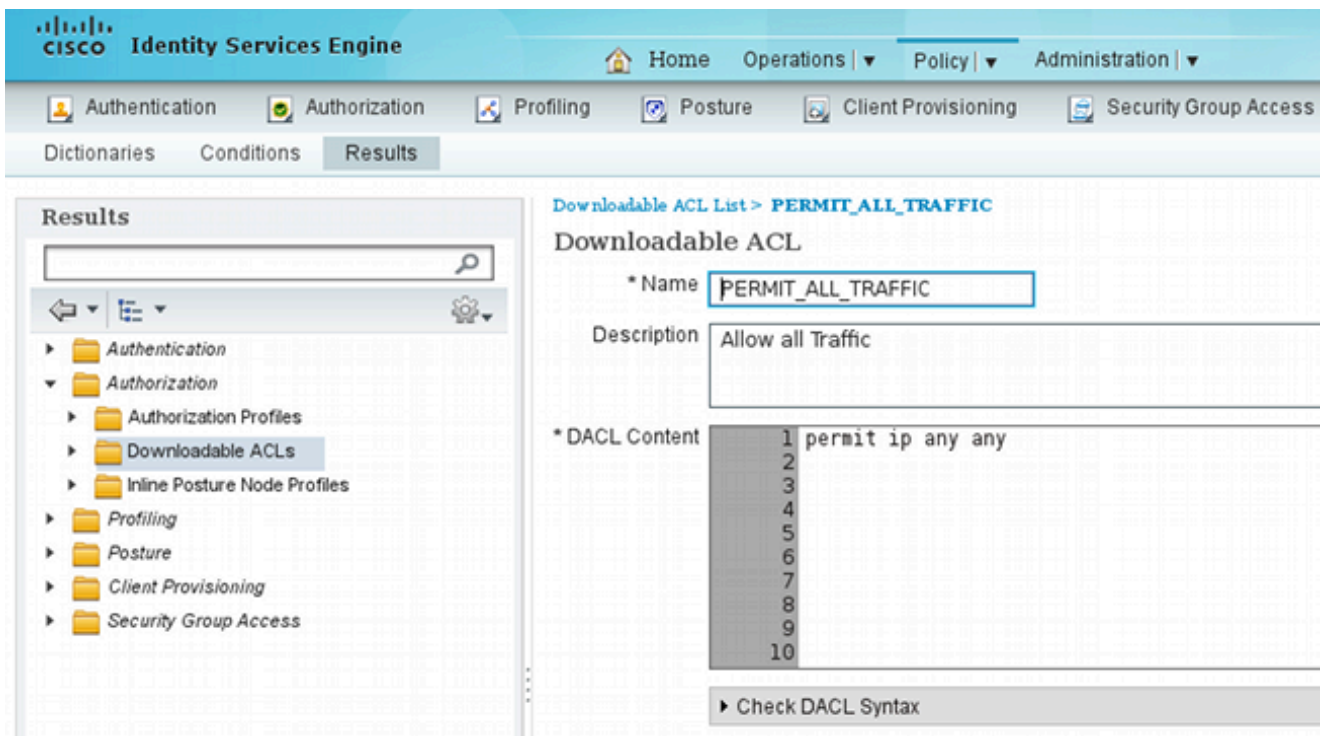 CISCO Identity Services Engine
Home Operations | ▼ Policy | ▼ Administration | ▼
Authentication Authorization Profiling Posture Client Provisioning Security Group Access
Dictionaries Conditions Results
Results
Authentication
Authorization
Authorization Profiles
Downloadable ACLs
Inline Posture Node Profiles
Profiling
Posture
Client Provisioning
Security Group Access
Downloadable ACL List > PERMIT_ALL_TRAFFIC
Downloadable ACL
* Name PERMIT_ALL_TRAFFIC
Description Allow all Traffic
* DACL Content 1 permit ip any any
2
3
4
5
6
7
8
9
10
Check DACL Syntax